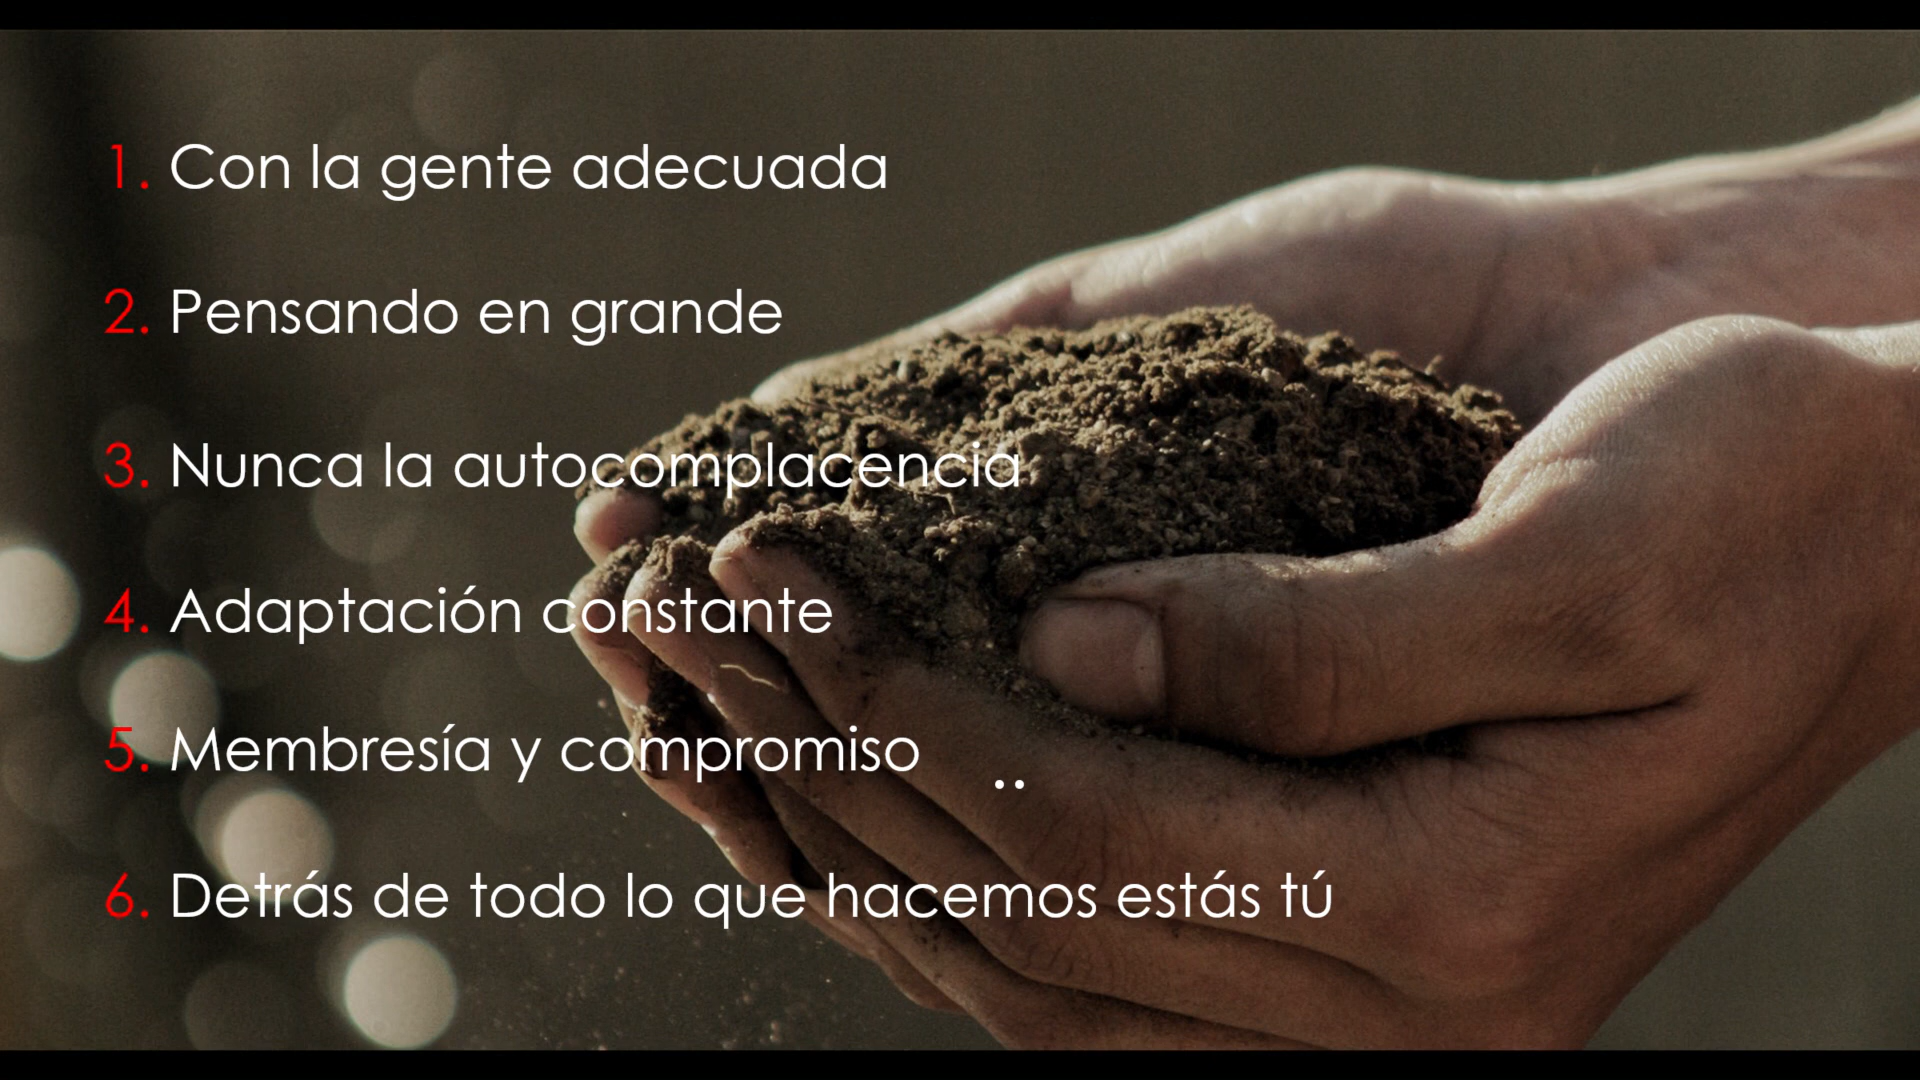 1. Con la gente adecuada
2. Pensando en grande
3. Nunca la autocomplacencia
4. Adaptación constante
5. Membresía y compromiso
..
6. Detrás de todo lo que hacemos estás tú